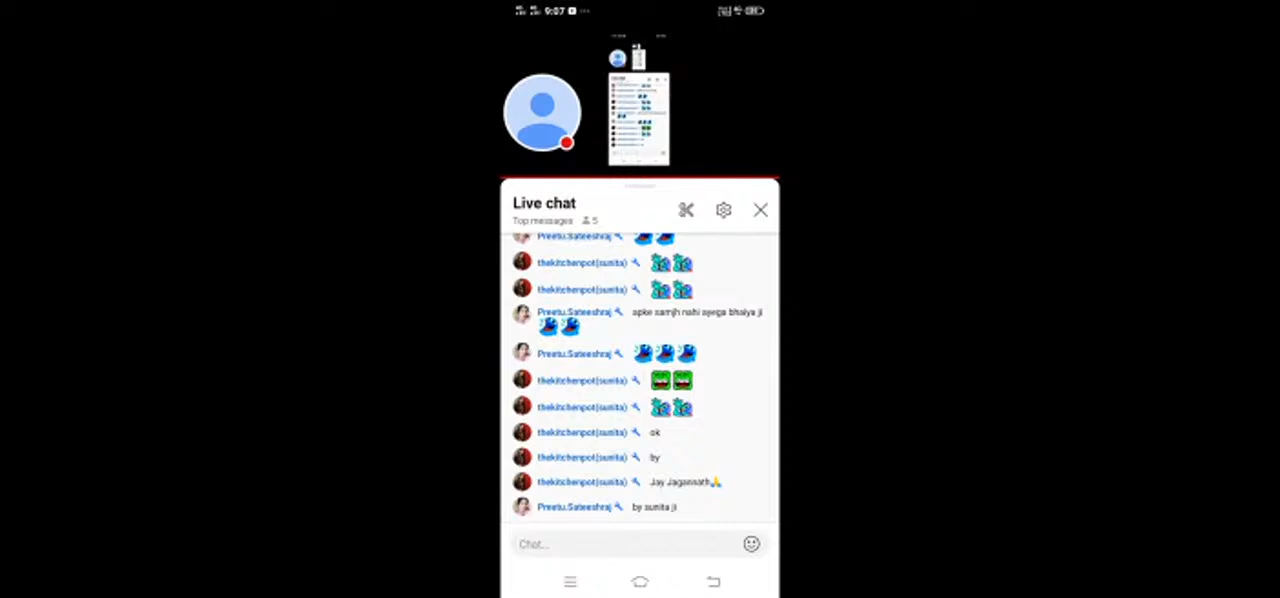 9:07
Live chat
Top messages 5
Preetu.Sateeshraj
thekitchenpot(sunita)
thekitchenpot(sunita)
Preetu.Sateeshraj apke samjh nahi ayega bhaiya ji
Preetu.Sateeshraj
thekitchenpot(sunita)
thekitchenpot(sunita)
thekitchenpot(sunita) ok
thekitchenpot(sunita) by
thekitchenpot(sunita) Jay Jagannath🙏
Preetu.Sateeshraj by sunita ji
Chat...